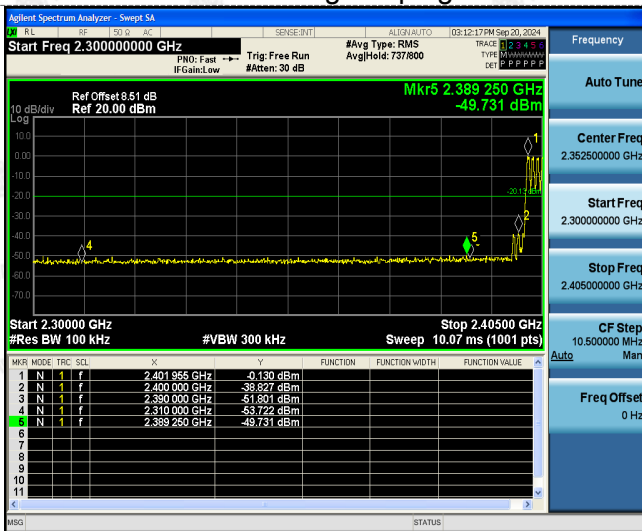 Agilent Spectrum Analyzer - Swept SA
RL RF 50 Ω AC SENSE:INT ALIGN AUTO 03:12:17 PM Sep 20, 2024
Start Freq 2.300000000 GHz #Avg Type: RMS TRACE 1 2 3 4 5 6
PNO: Fast Trig: Free Run Avg|Hold: 737/800 TYPE M
IFGain:Low #Atten: 30 dB DET P P P P P P
Mkr5 2.389 250 GHz
-49.731 dBm
Ref Offset 8.51 dB
10 dB/div Ref 20.00 dBm
Log
10.0
0.00
-10.0
-20.0
-30.0
-40.0
-50.0
-60.0
-70.0
1
2
4
5
Start 2.30000 GHz Stop 2.40500 GHz
#Res BW 100 kHz #VBW 300 kHz Sweep 10.07 ms (1001 pts)
MKR MODE TRC SCL X Y FUNCTION FUNCTION WIDTH FUNCTION VALUE
1 N 1 f 2.401 955 GHz -0.130 dBm
2 N 1 f 2.400 000 GHz -38.827 dBm
3 N 1 f 2.390 000 GHz -51.801 dBm
4 N 1 f 2.310 000 GHz -53.722 dBm
5 N 1 f 2.389 250 GHz -49.731 dBm
6
7
8
9
10
11
MSG STATUS
Frequency
Auto Tune
Center Freq
2.352500000 GHz
Start Freq
2.300000000 GHz
Stop Freq
2.405000000 GHz
CF Step
10.500000 MHz
Auto Man
Freq Offset
0 Hz